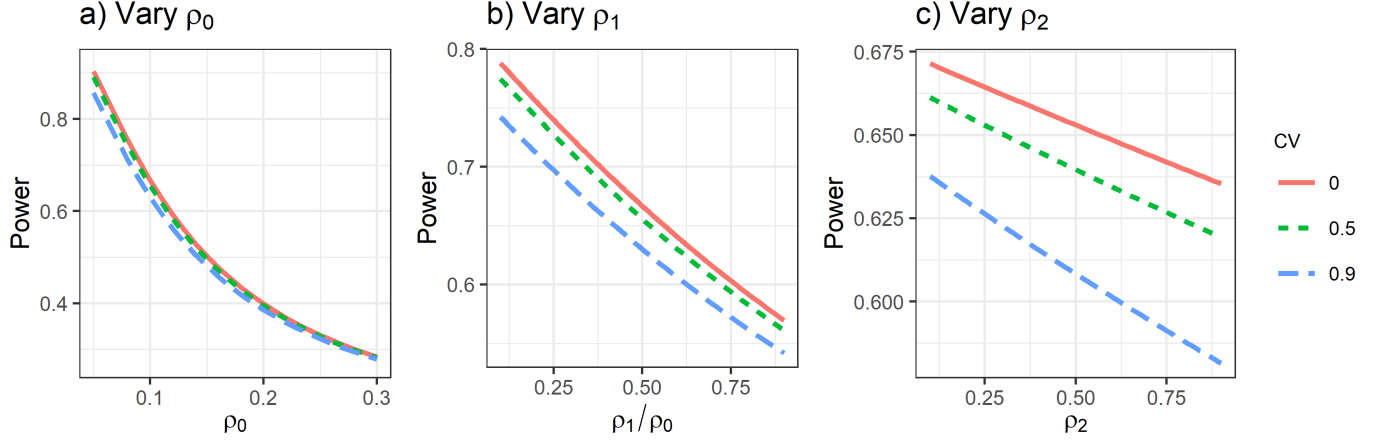 a) Vary ρ₀
Power
0.8
0.6
0.4
0.1 0.2 0.3
ρ₀
b) Vary ρ₁
Power
0.8
0.7
0.6
0.25 0.50 0.75
ρ₁/ρ₀
c) Vary ρ₂
Power
0.675
0.650
0.625
0.600
0.25 0.50 0.75
ρ₂
CV
0
0.5
0.9